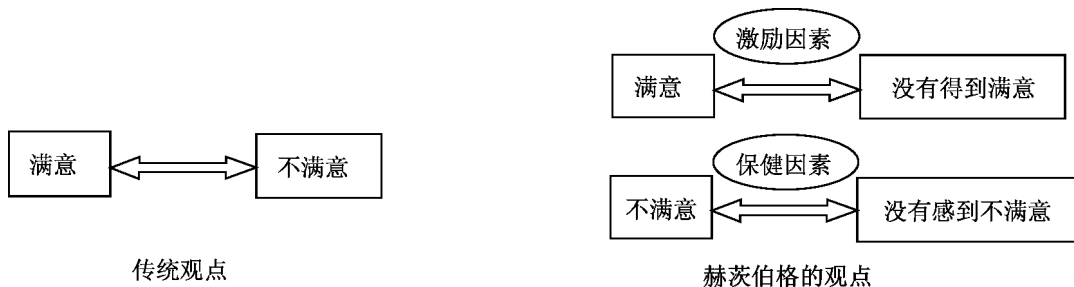 满意
不满意
传统观点
激励因素
满意
没有得到满意
保健因素
不满意
没有感到不满意
赫茨伯格的观点